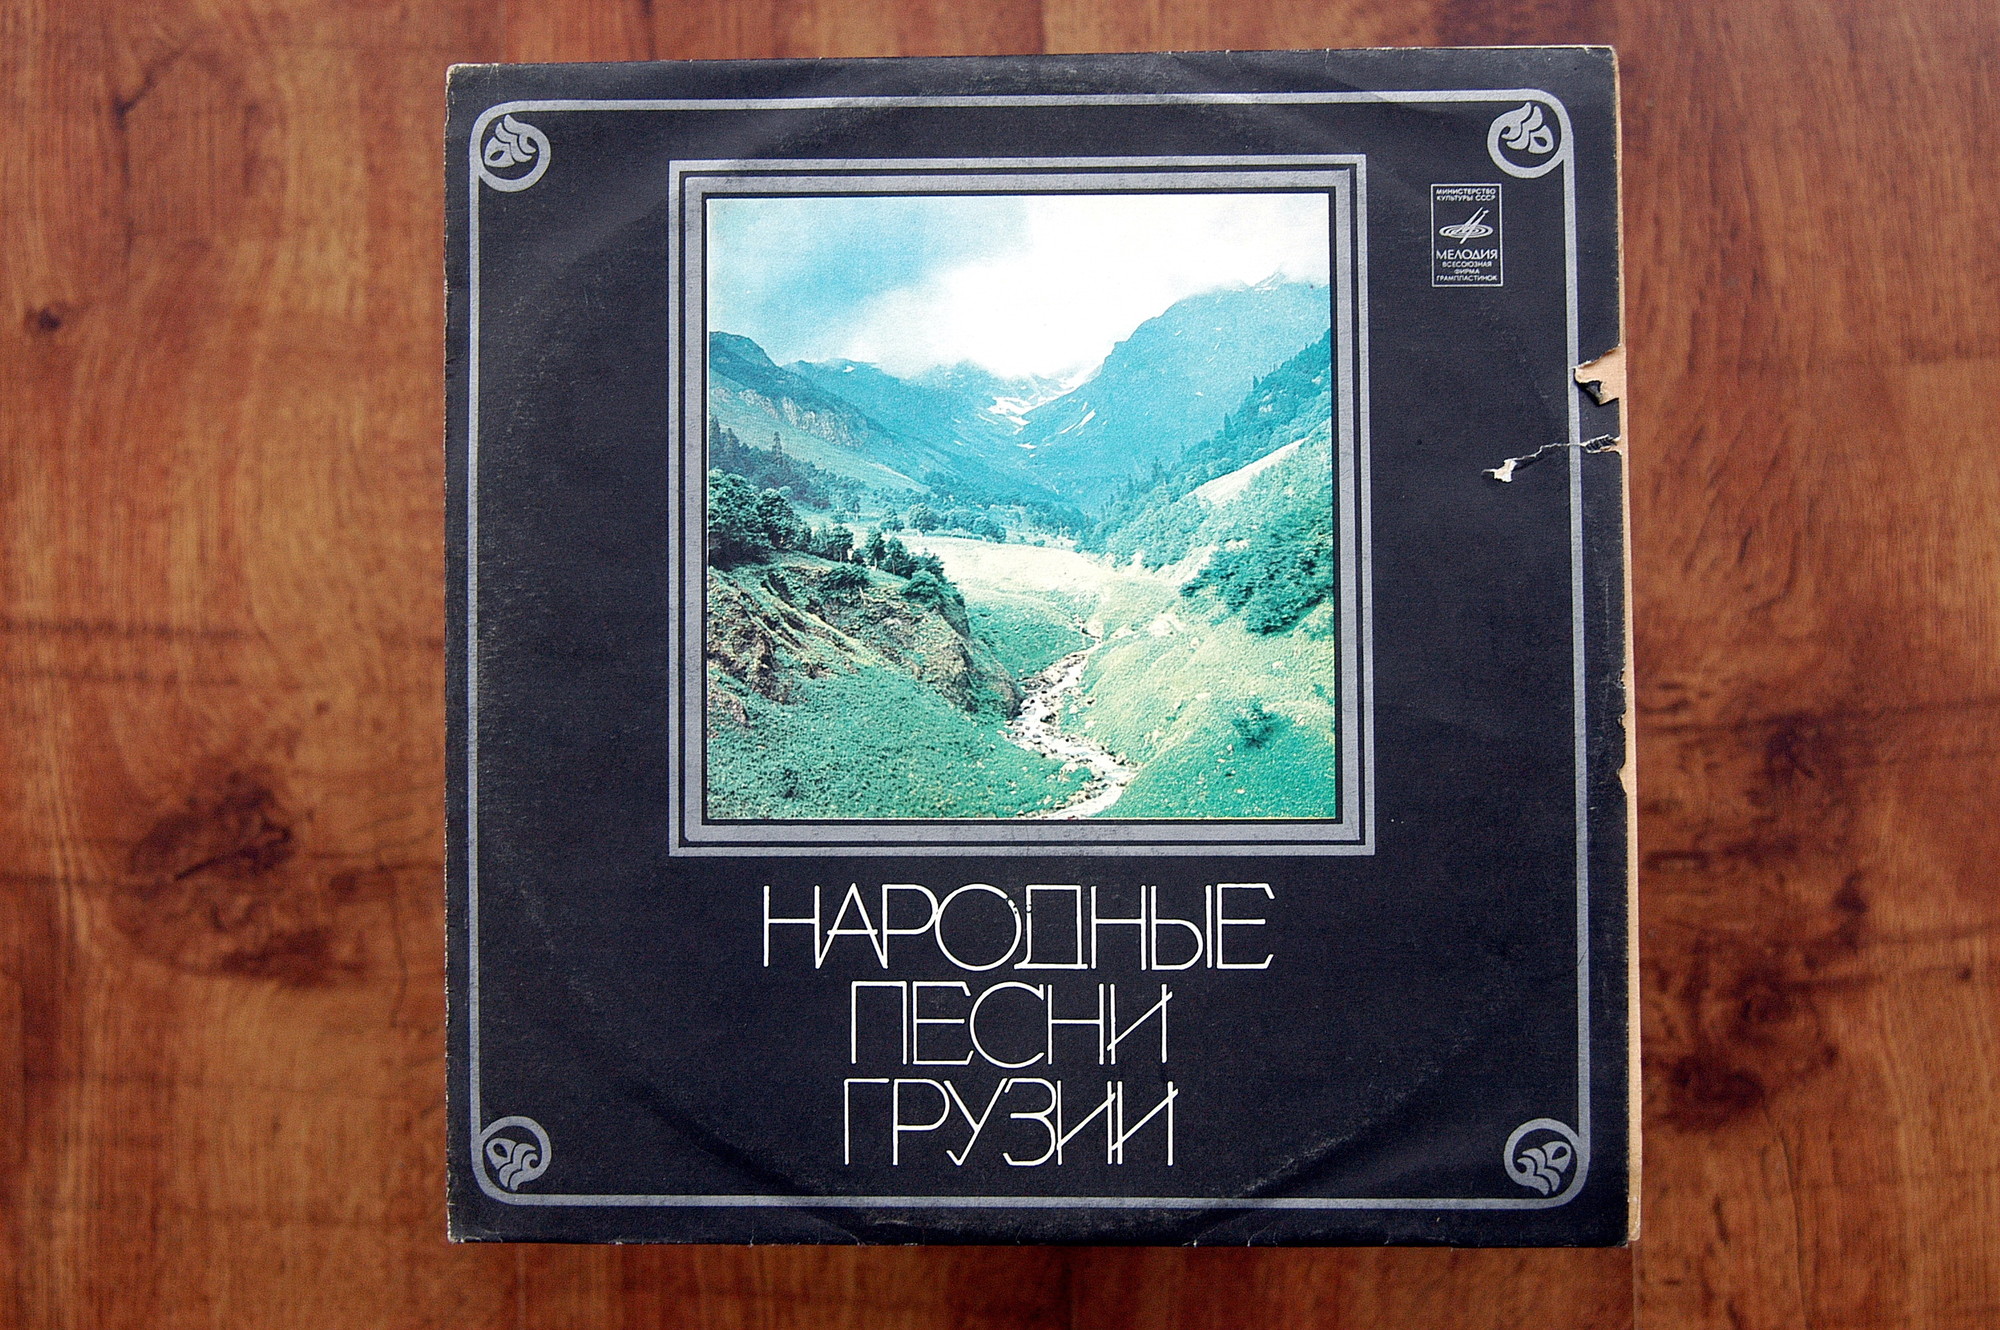 МИНИСТЕРСТВО
КУЛЬТУРЫ СССР
МЕЛОДИЯ
ВСЕСОЮЗНАЯ
ФИРМА
ГРАМПЛАСТИНОК
НАРОДНЫЕ
ПЕСНИ
ГРУЗИИ